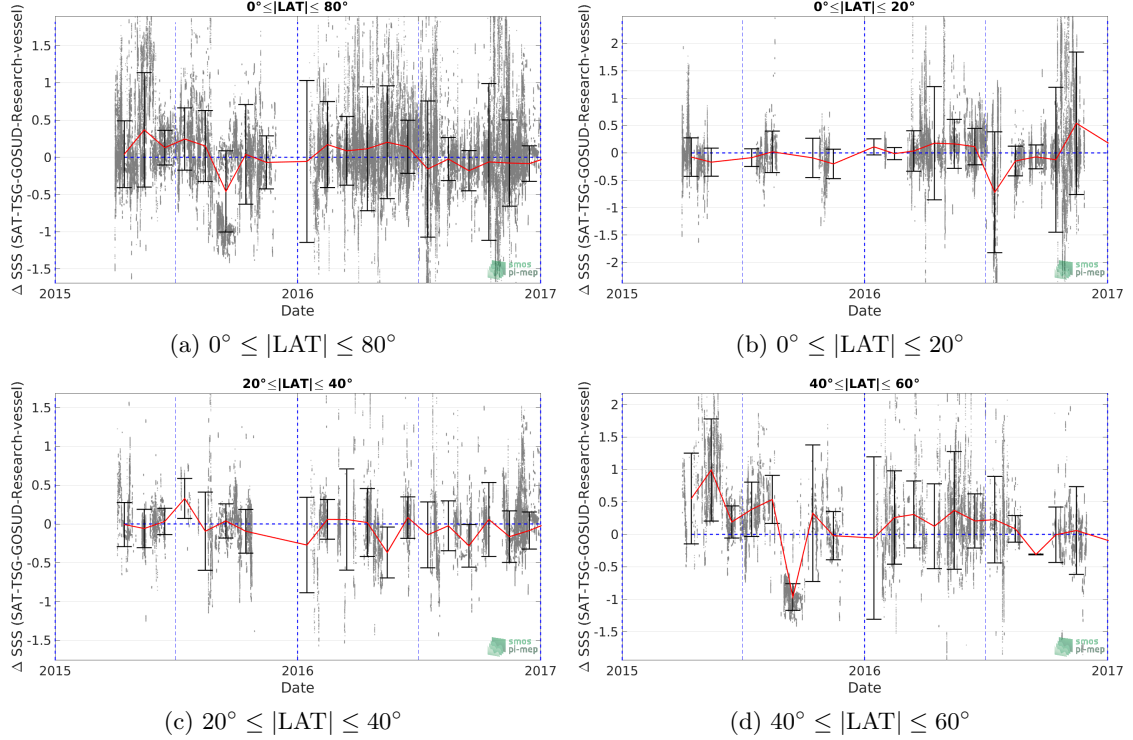 0°≤|LAT|≤ 80°
Δ SSS (SAT-TSG-GOSUD-Research-vessel)
1.5
1
0.5
0
-0.5
-1
-1.5
2015
2016
2017
Date
smos
pi-mep
(a) 0° ≤ |LAT| ≤ 80°
0°≤|LAT|≤ 20°
Δ SSS (SAT-TSG-GOSUD-Research-vessel)
2
1.5
1
0.5
0
-0.5
-1
-1.5
-2
2015
2016
2017
Date
smos
pi-mep
(b) 0° ≤ |LAT| ≤ 20°
20°≤|LAT|≤ 40°
Δ SSS (SAT-TSG-GOSUD-Research-vessel)
1.5
1
0.5
0
-0.5
-1
-1.5
2015
2016
2017
Date
smos
pi-mep
(c) 20° ≤ |LAT| ≤ 40°
40°≤|LAT|≤ 60°
Δ SSS (SAT-TSG-GOSUD-Research-vessel)
2
1.5
1
0.5
0
-0.5
-1
-1.5
2015
2016
2017
Date
smos
pi-mep
(d) 40° ≤ |LAT| ≤ 60°